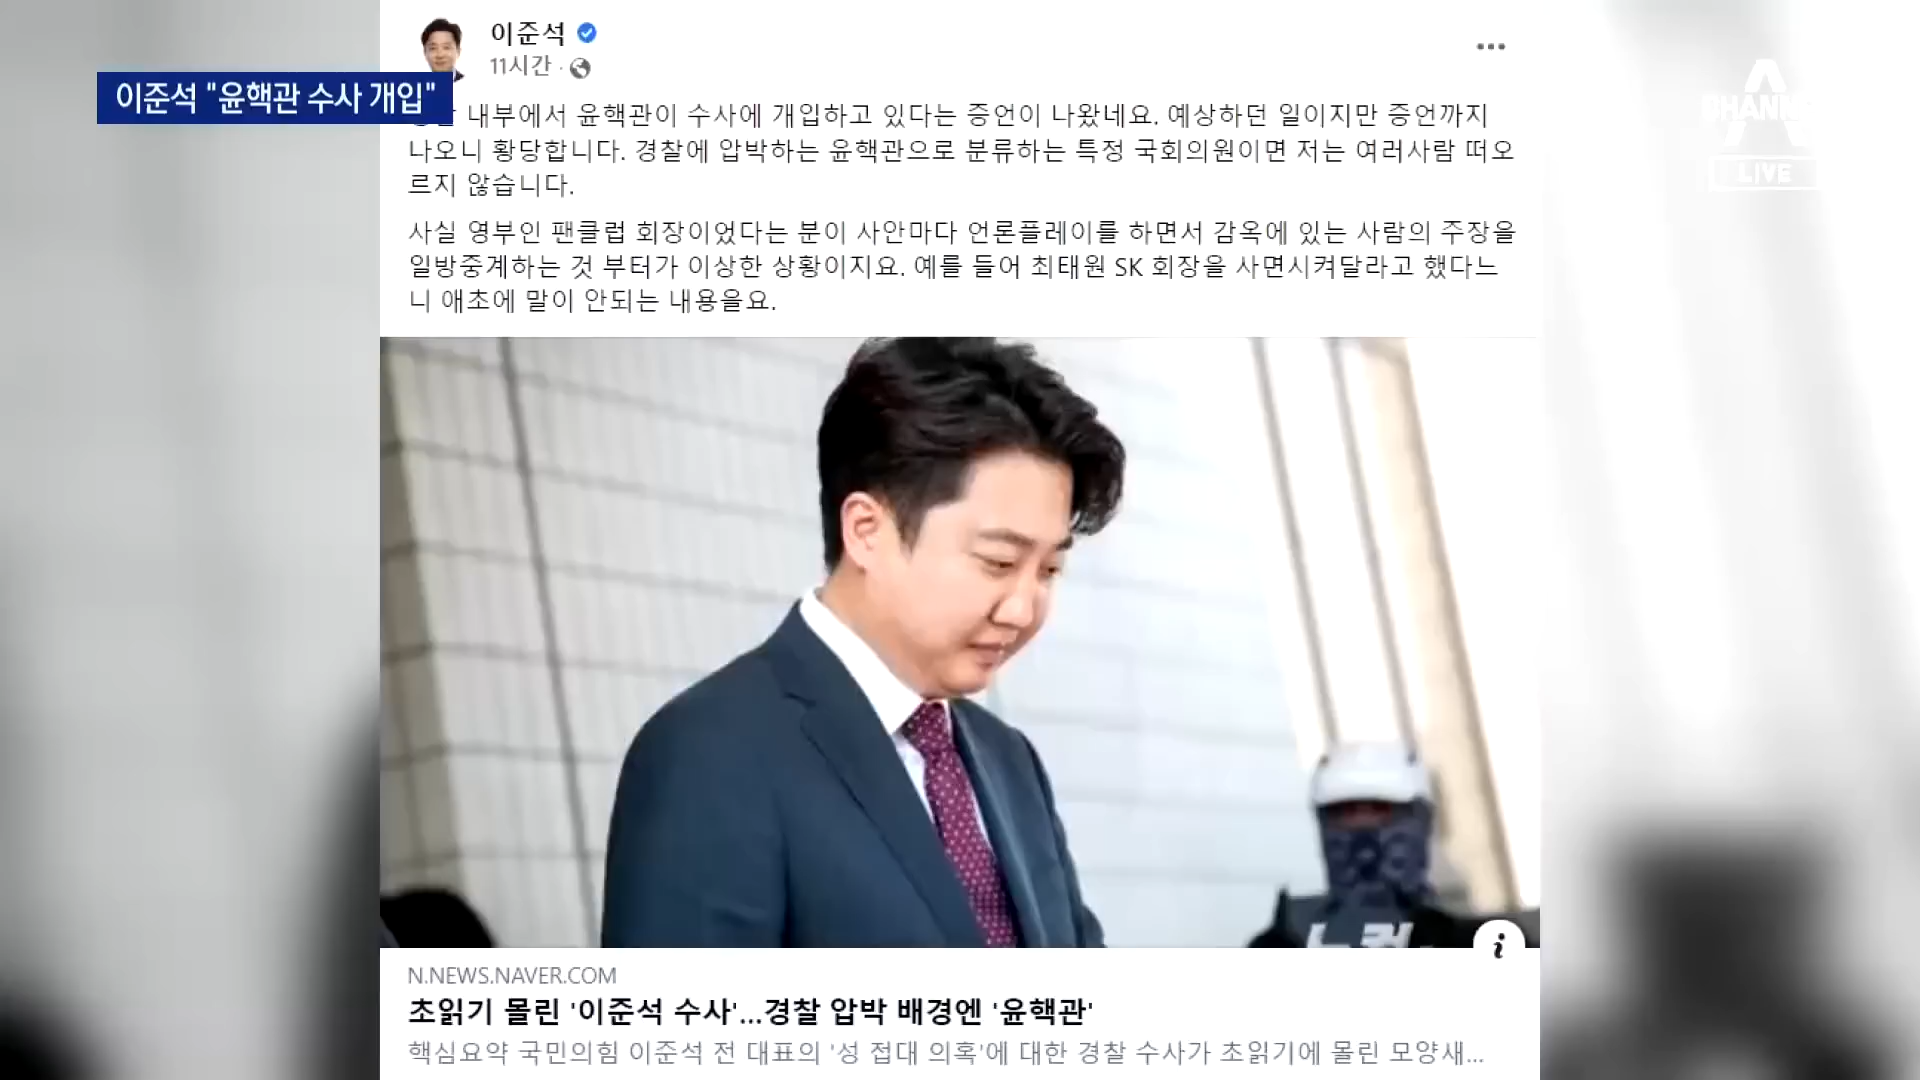 이준석
11시간 ·
이준석 "윤핵관 수사 개입"
내부에서 윤핵관이 수사에 개입하고 있다는 증언이 나왔네요. 예상하던 일이지만 증언까지
나오니 황당합니다. 경찰에 압박하는 윤핵관으로 분류하는 특정 국회의원이면 저는 여러사람 떠오
르지 않습니다.
사실 영부인 팬클럽 회장이었다는 분이 사안마다 언론플레이를 하면서 감옥에 있는 사람의 주장을
일방중계하는 것 부터가 이상한 상황이지요. 예를 들어 최태원 SK 회장을 사면시켜달라고 했다느
니 애초에 말이 안되는 내용을요.
CHANNEL A
LIVE
N.NEWS.NAVER.COM
초읽기 몰린 '이준석 수사'...경찰 압박 배경엔 '윤핵관'
핵심요약 국민의힘 이준석 전 대표의 '성 접대 의혹'에 대한 경찰 수사가 초읽기에 몰린 모양새...